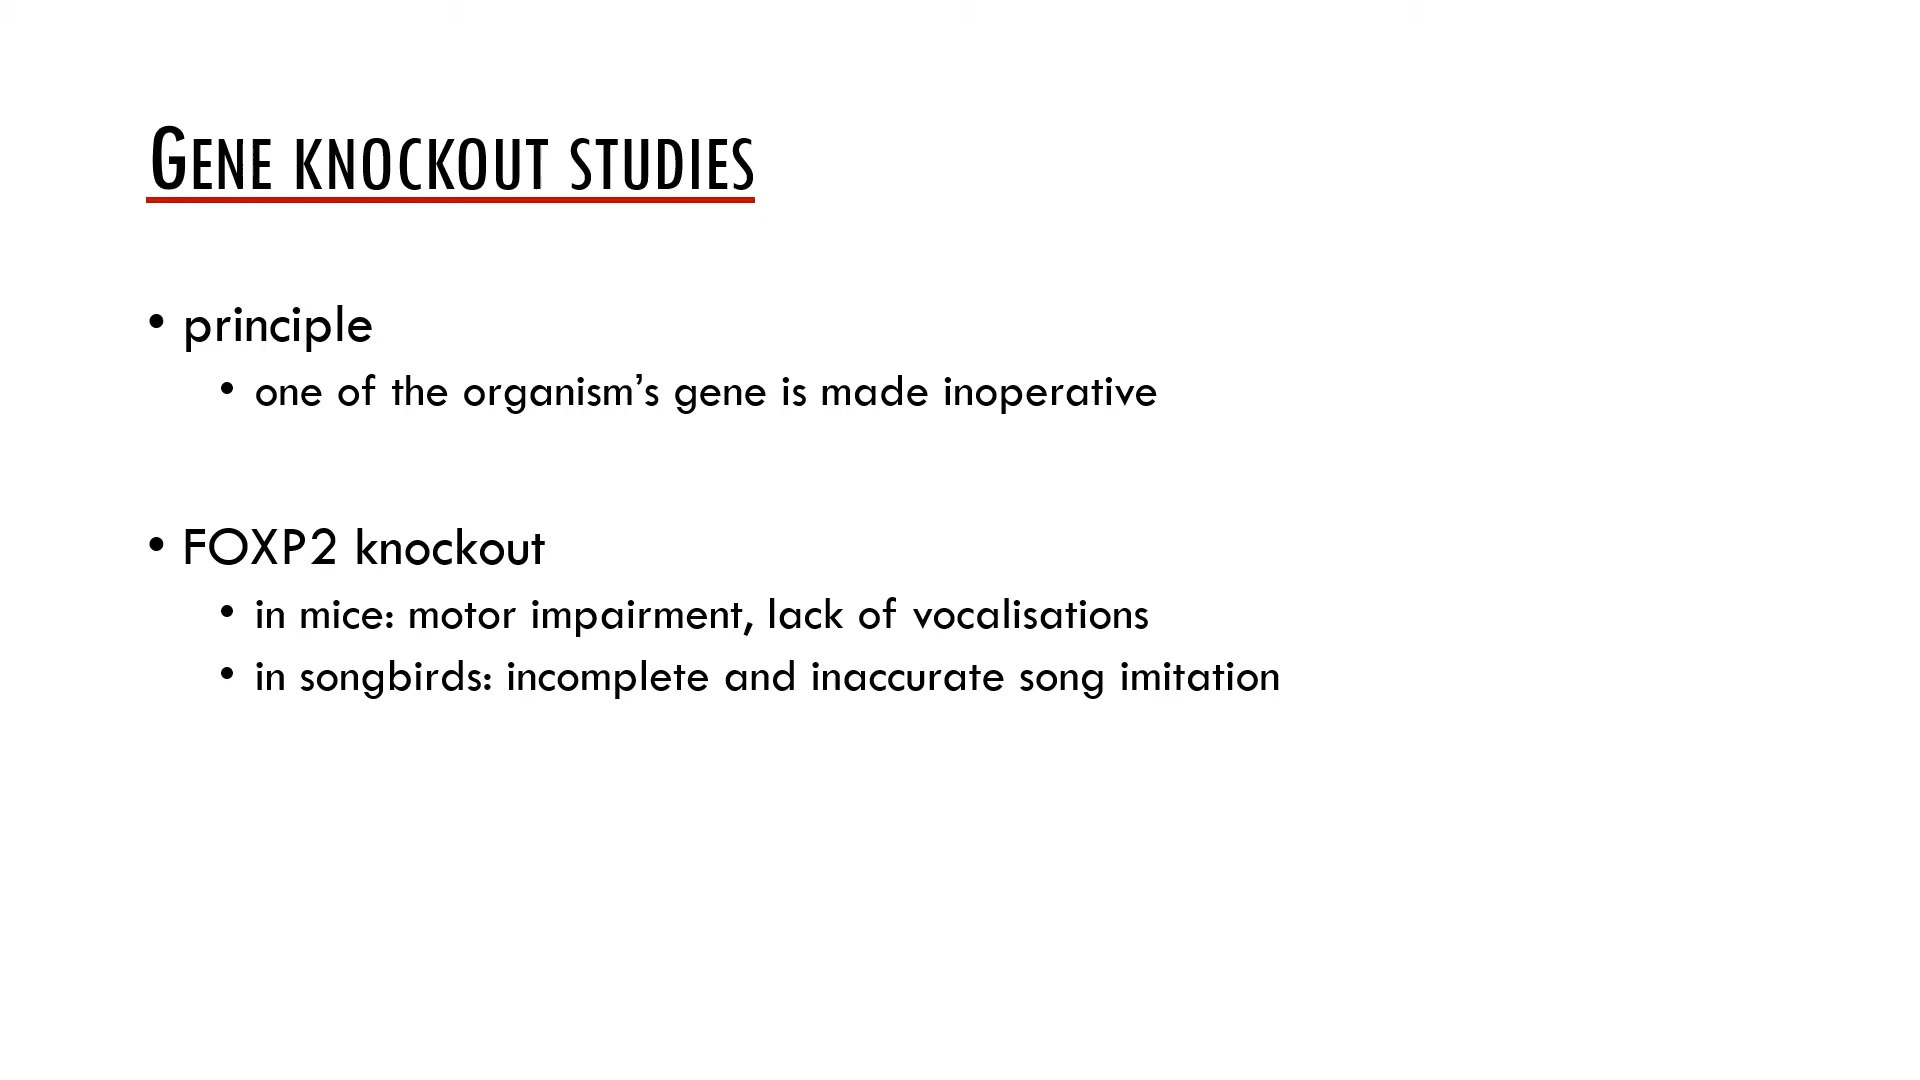 GENE KNOCKOUT STUDIES
• principle
• one of the organism’s gene is made inoperative
• FOXP2 knockout
• in mice: motor impairment, lack of vocalisations
• in songbirds: incomplete and inaccurate song imitation